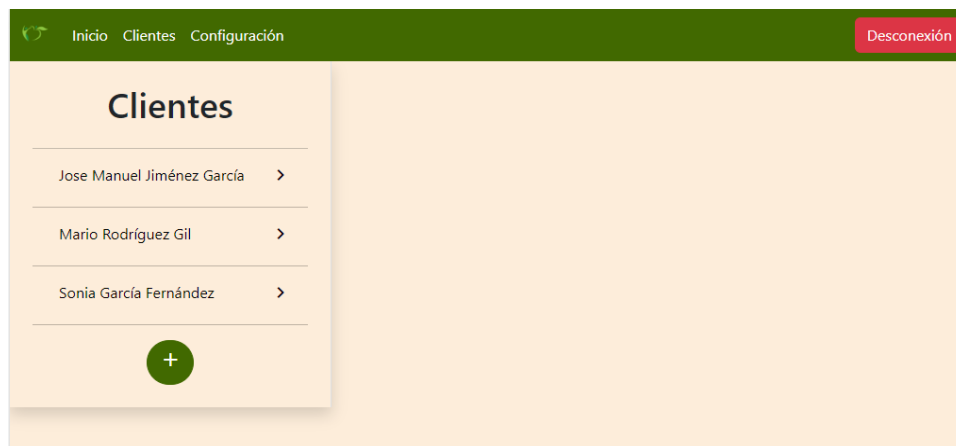 Inicio Clientes Configuración Desconexión
Clientes
Jose Manuel Jiménez García
Mario Rodríguez Gil
Sonia García Fernández
+